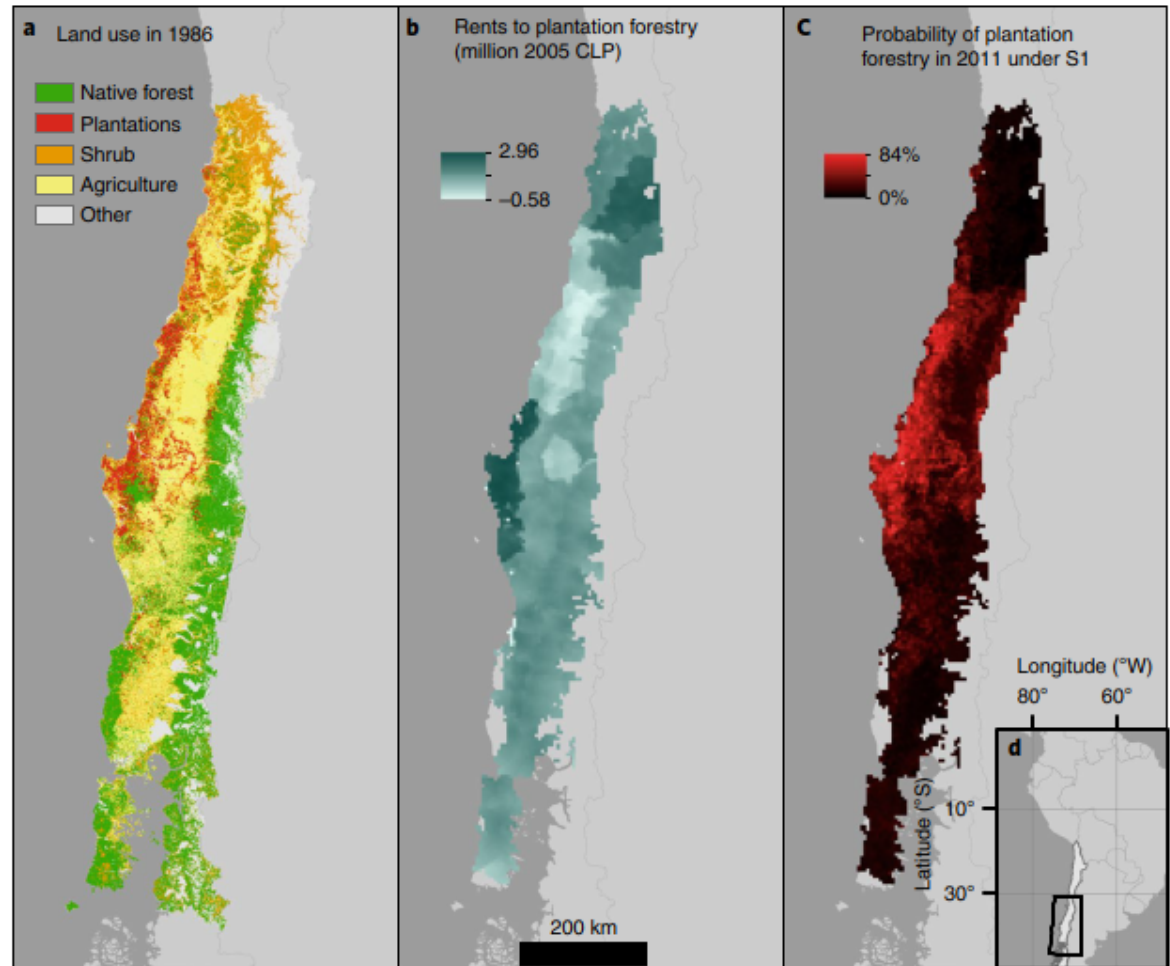 a Land use in 1986
Native forest
Plantations
Shrub
Agriculture
Other
b Rents to plantation forestry
(million 2005 CLP)
2.96
–0.58
C Probability of plantation
forestry in 2011 under S1
84%
0%
200 km
Longitude (°W)
80° 60°
d
Latitude (°S)
10°
30°